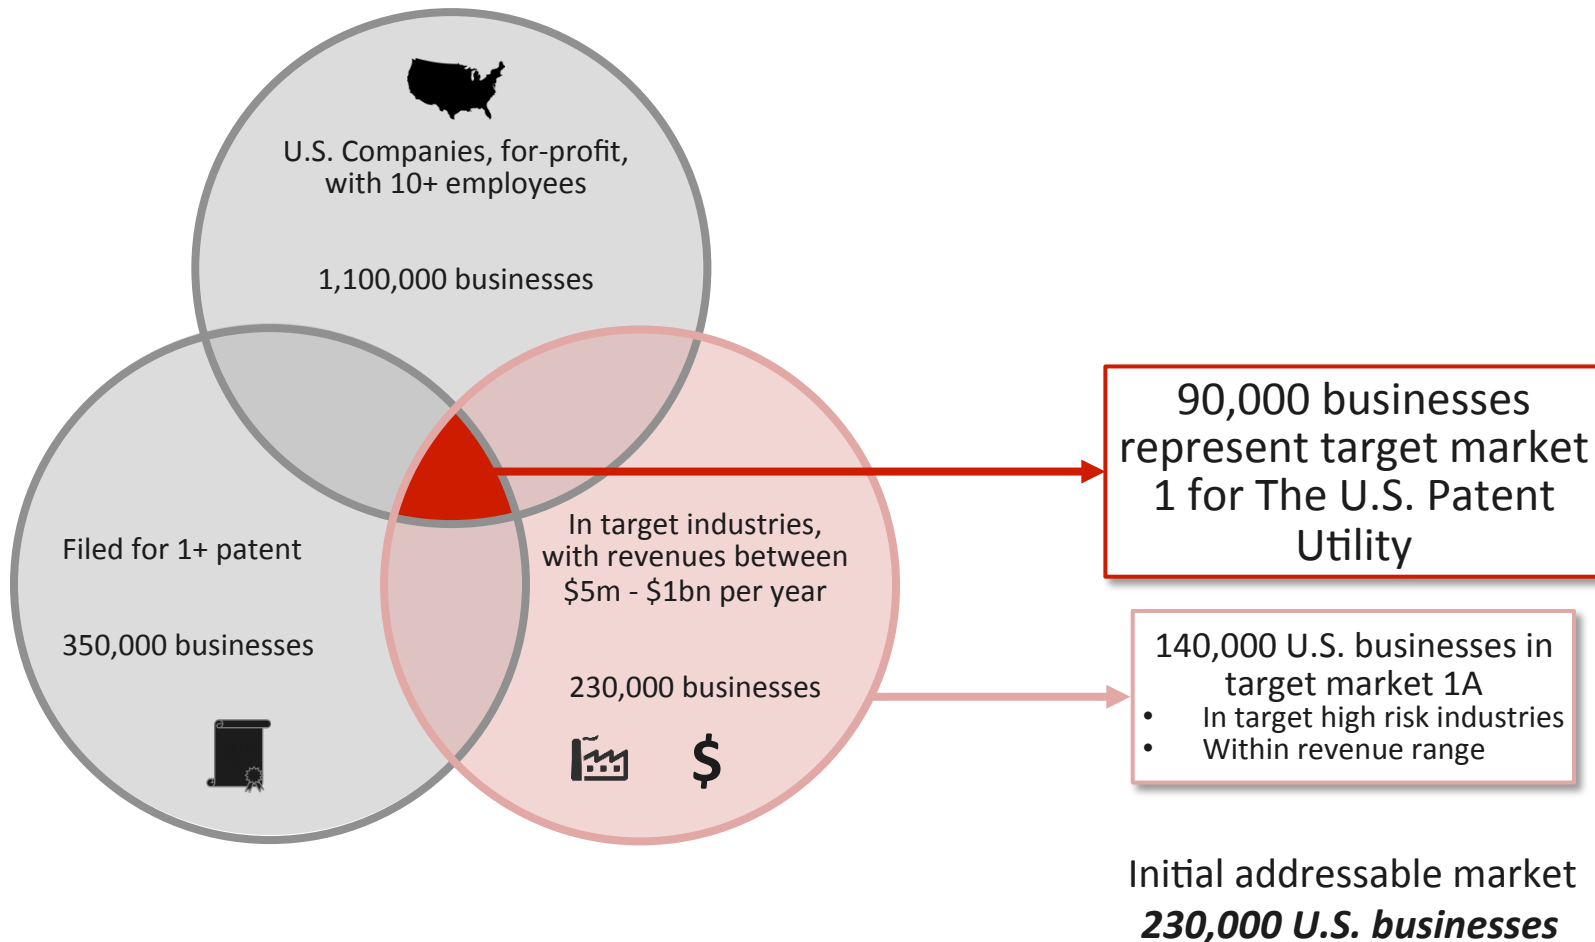 U.S. Companies, for-profit,
with 10+ employees
1,100,000 businesses
Filed for 1+ patent
350,000 businesses
In target industries,
with revenues between
$5m - $1bn per year
230,000 businesses
$
90,000 businesses
represent target market
1 for The U.S. Patent
Utility
140,000 U.S. businesses in
target market 1A
• In target high risk industries
• Within revenue range
Initial addressable market
230,000 U.S. businesses